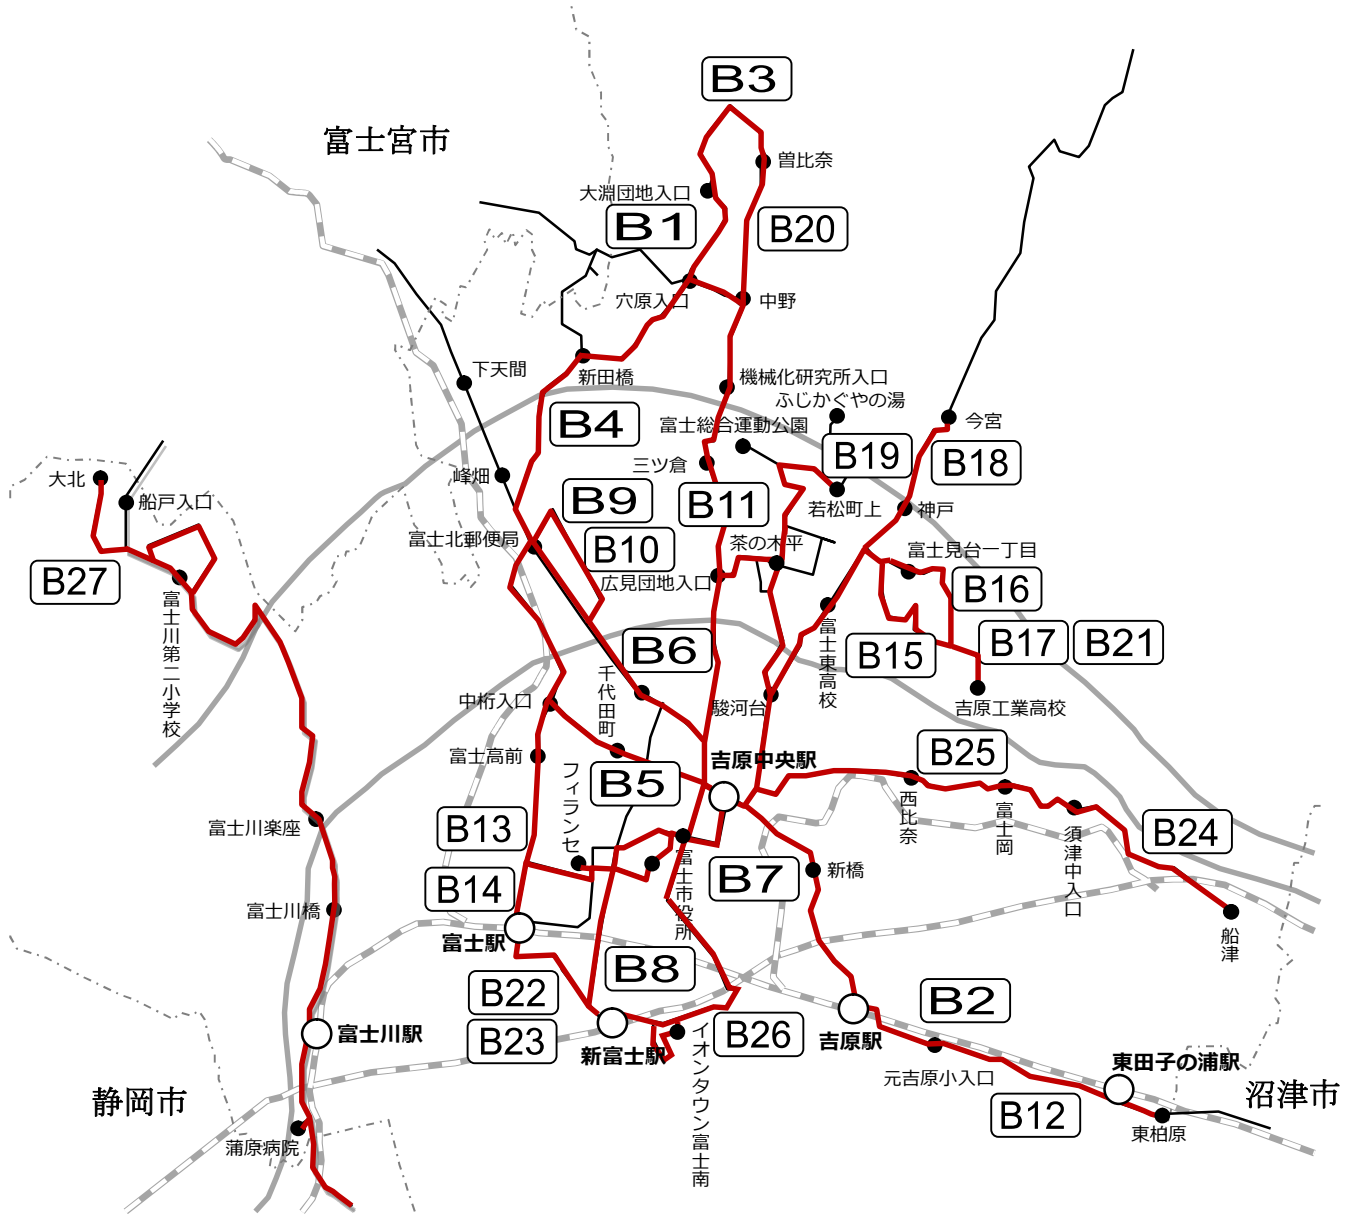 B3
富士宮市
曽比奈
大淵団地入口
B1
B20
穴原入口
中野
下天間
新田橋
機械化研究所入口
ふじかぐやの湯
B4
富士総合運動公園
今宮
三ツ倉
B19
B18
大北
峰畑
船戸入口
B9
B11
若松町上
神戸
富士北郵便局
B10
茶の木平
富士見台一丁目
B27
広見団地入口
B16
富士川第二小学校
富士東高校
B6
B15
B17
B21
千代田町
中桁入口
駿河台
吉原工業高校
富士高前
フィランセ
吉原中央駅
B25
B5
西比奈
富士岡
須津中入口
富士川楽座
B13
B24
富士市役所
B14
B7
新橋
富士川橋
富士駅
船津
B8
B22
B2
富士川駅
B23
新富士駅
イオンタウン富士南
B26
吉原駅
元吉原小入口
東田子の浦駅
静岡市
沼津市
B12
蒲原病院
東柏原